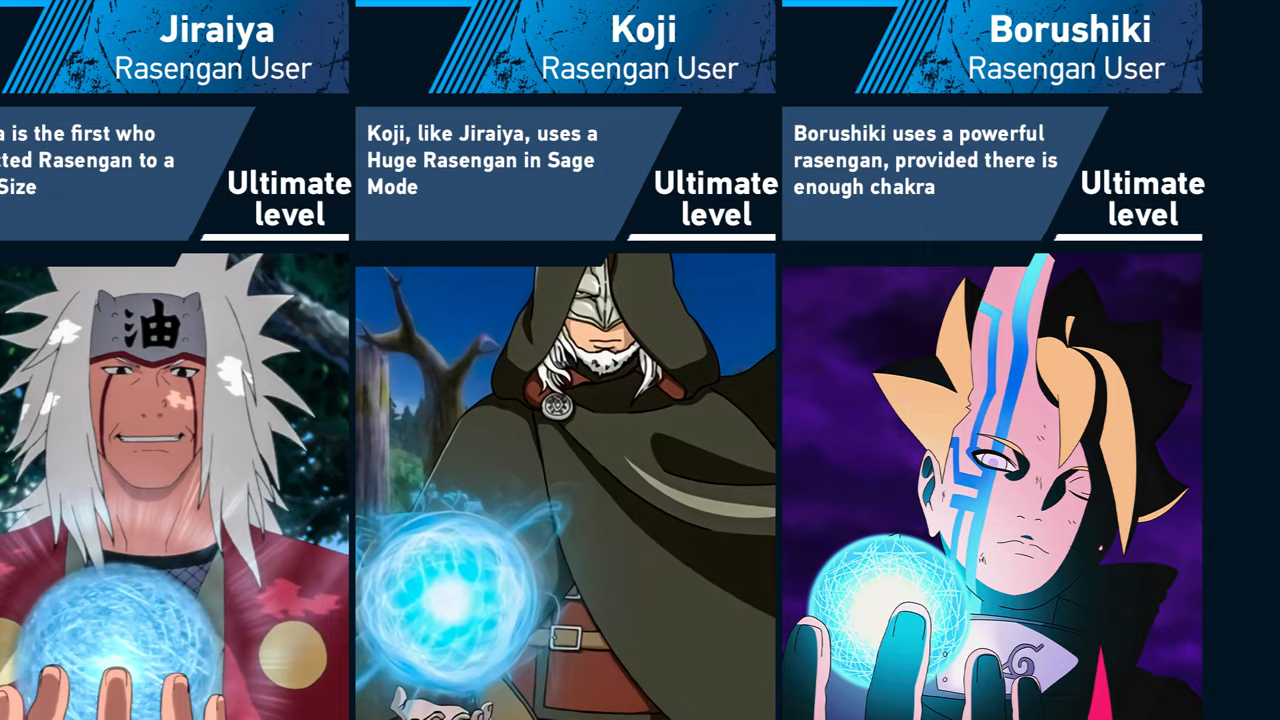 Jiraiya
Rasengan User
a is the first who
ted Rasengan to a
Size
Ultimate
level
油
Koji
Rasengan User
Koji, like Jiraiya, uses a
Huge Rasengan in Sage
Mode
Ultimate
level
Borushiki
Rasengan User
Borushiki uses a powerful
rasengan, provided there is
enough chakra
Ultimate
level